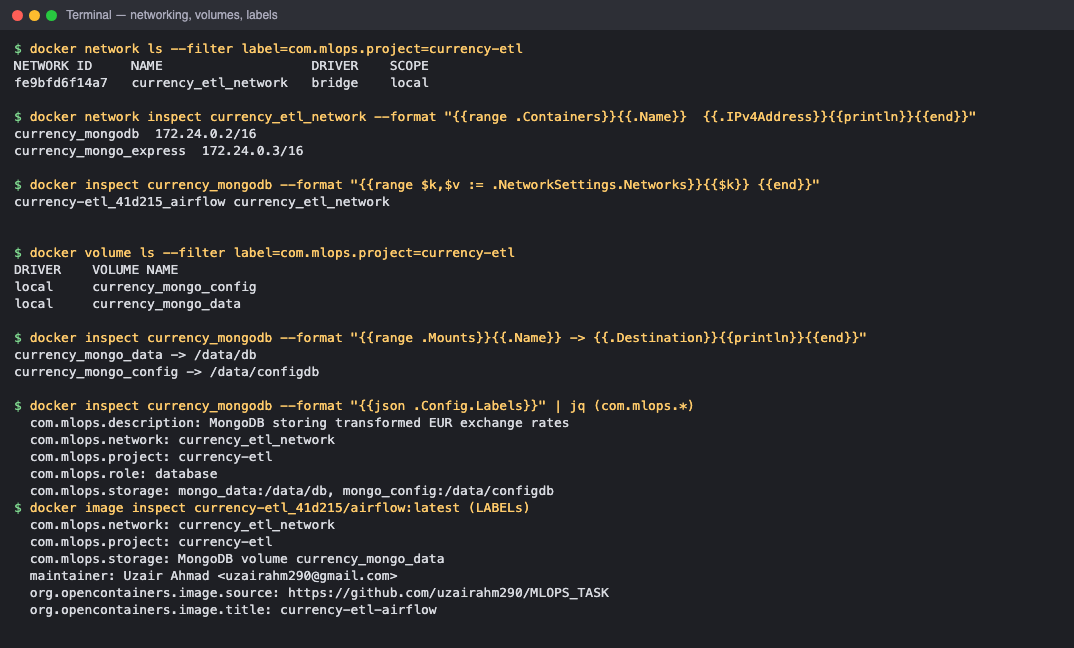 Terminal — networking, volumes, labels
$ docker network ls --filter label=com.mlops.project=currency-etl
NETWORK ID     NAME                   DRIVER    SCOPE
fe9bfd6f14a7   currency_etl_network   bridge    local
$ docker network inspect currency_etl_network --format "{{range .Containers}}{{.Name}}  {{.IPv4Address}}{{println}}{{end}}"
currency_mongodb  172.24.0.2/16
currency_mongo_express  172.24.0.3/16
$ docker inspect currency_mongodb --format "{{range $k,$v := .NetworkSettings.Networks}}{{$k}} {{end}}"
currency-etl_41d215_airflow currency_etl_network
$ docker volume ls --filter label=com.mlops.project=currency-etl
DRIVER    VOLUME NAME
local     currency_mongo_config
local     currency_mongo_data
$ docker inspect currency_mongodb --format "{{range .Mounts}}{{.Name}} -> {{.Destination}}{{println}}{{end}}"
currency_mongo_data -> /data/db
currency_mongo_config -> /data/configdb
$ docker inspect currency_mongodb --format "{{json .Config.Labels}}" | jq (com.mlops.*)
  com.mlops.description: MongoDB storing transformed EUR exchange rates
  com.mlops.network: currency_etl_network
  com.mlops.project: currency-etl
  com.mlops.role: database
  com.mlops.storage: mongo_data:/data/db, mongo_config:/data/configdb
$ docker image inspect currency-etl_41d215/airflow:latest (LABELs)
  com.mlops.network: currency_etl_network
  com.mlops.project: currency-etl
  com.mlops.storage: MongoDB volume currency_mongo_data
  maintainer: Uzair Ahmad <uzairahm290@gmail.com>
  org.opencontainers.image.source: https://github.com/uzairahm290/MLOPS_TASK
  org.opencontainers.image.title: currency-etl-airflow